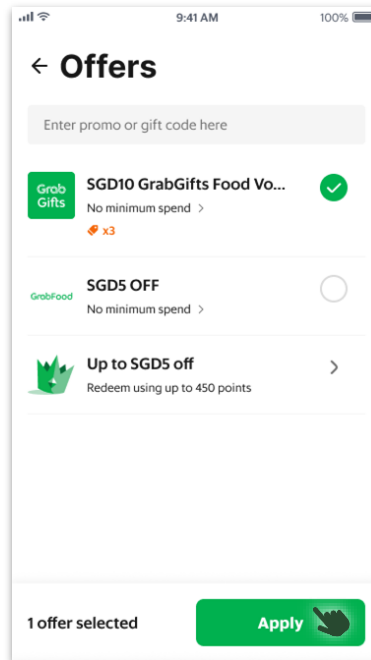 9:41 AM
100%
Offers
Enter promo or gift code here
Grab
Gifts
SGD10 GrabGifts Food Vo...
No minimum spend >
x3
GrabFood
SGD5 OFF
No minimum spend >
Up to SGD5 off
Redeem using up to 450 points
1 offer selected
Apply